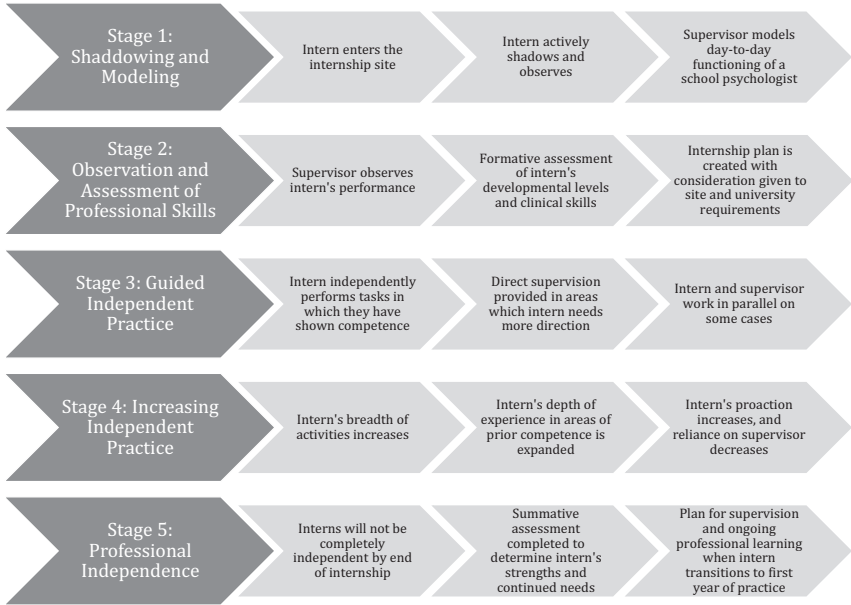 Stage 1:
Shaddowing and
Modeling
Intern enters the
internship site
Intern actively
shadows and
observes
Supervisor models
day-to-day
functioning of a
school psychologist
Stage 2:
Observation and
Assessment of
Professional Skills
Supervisor observes
intern's performance
Formative assessment
of intern's
developmental levels
and clinical skills
Internship plan is
created with
consideration given to
site and university
requirements
Stage 3: Guided
Independent
Practice
Intern independently
performs tasks in
which they have
shown competence
Direct supervision
provided in areas
which intern needs
more direction
Intern and supervisor
work in parallel on
some cases
Stage 4: Increasing
Independent
Practice
Intern's breadth of
activities increases
Intern's depth of
experience in areas of
prior competence is
expanded
Intern's proaction
increases, and
reliance on supervisor
decreases
Stage 5:
Professional
Independence
Interns will not be
completely
independent by end
of internship
Summative
assessment
completed to
determine intern's
strengths and
continued needs
Plan for supervision
and ongoing
professional learning
when intern
transitions to first
year of practice